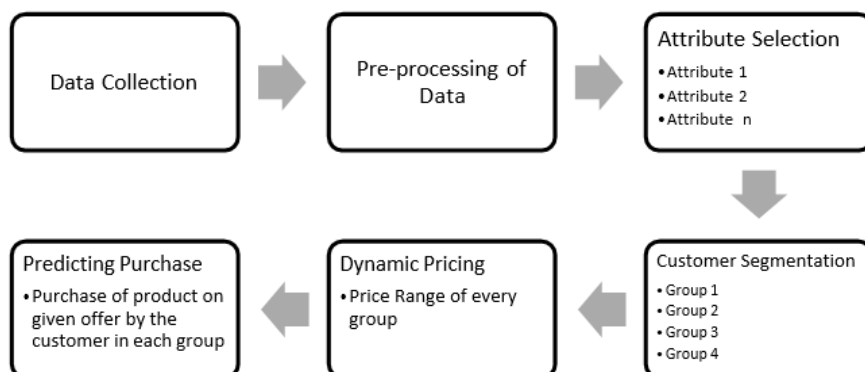 Data Collection
Pre-processing of
Data
Attribute Selection
•Attribute 1
•Attribute 2
•Attribute n
Customer Segmentation
• Group 1
• Group 2
• Group 3
• Group 4
Dynamic Pricing
•Price Range of every
group
Predicting Purchase
•Purchase of product on
given offer by the
customer in each group